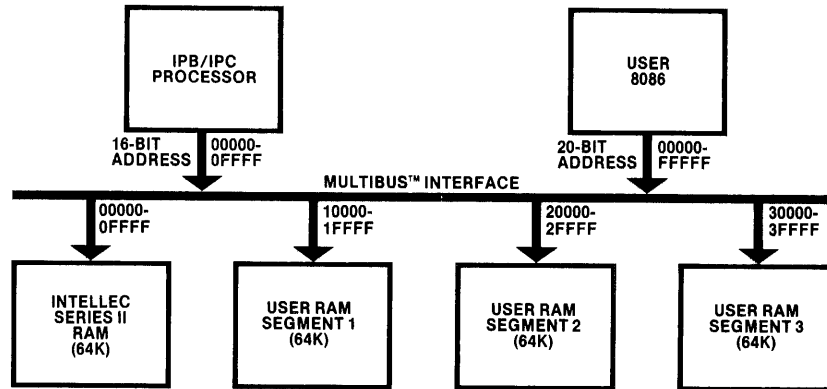 IPB/IPC
PROCESSOR
USER
8086
16-BIT
ADDRESS
00000-
0FFFF
20-BIT
ADDRESS
00000-
FFFFF
MULTIBUS™ INTERFACE
00000-
0FFFF
10000-
1FFFF
20000-
2FFFF
30000-
3FFFF
INTELLEC
SERIES II
RAM
(64K)
USER RAM
SEGMENT 1
(64K)
USER RAM
SEGMENT 2
(64K)
USER RAM
SEGMENT 3
(64K)